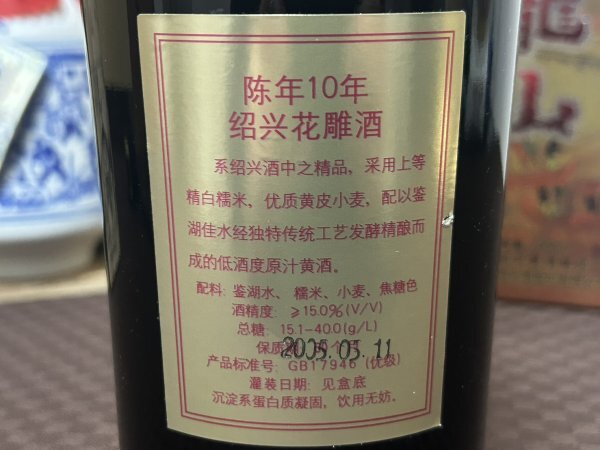 陈年10年
绍兴花雕酒
系绍兴酒中之精品，采用上等
精白糯米、优质黄皮小麦，配以鉴
湖佳水经独特传统工艺发酵精酿而
成的低酒度原汁黄酒。
配料: 鉴湖水、糯米、小麦、焦糖色
酒精度: ≥15.0%(V/V)
总糖: 15.1-40.0(g/L)
保质
2009.03.11
产品标准号: GB17946 (优级)
灌装日期: 见盒底
沉淀系蛋白质凝固，饮用无妨。